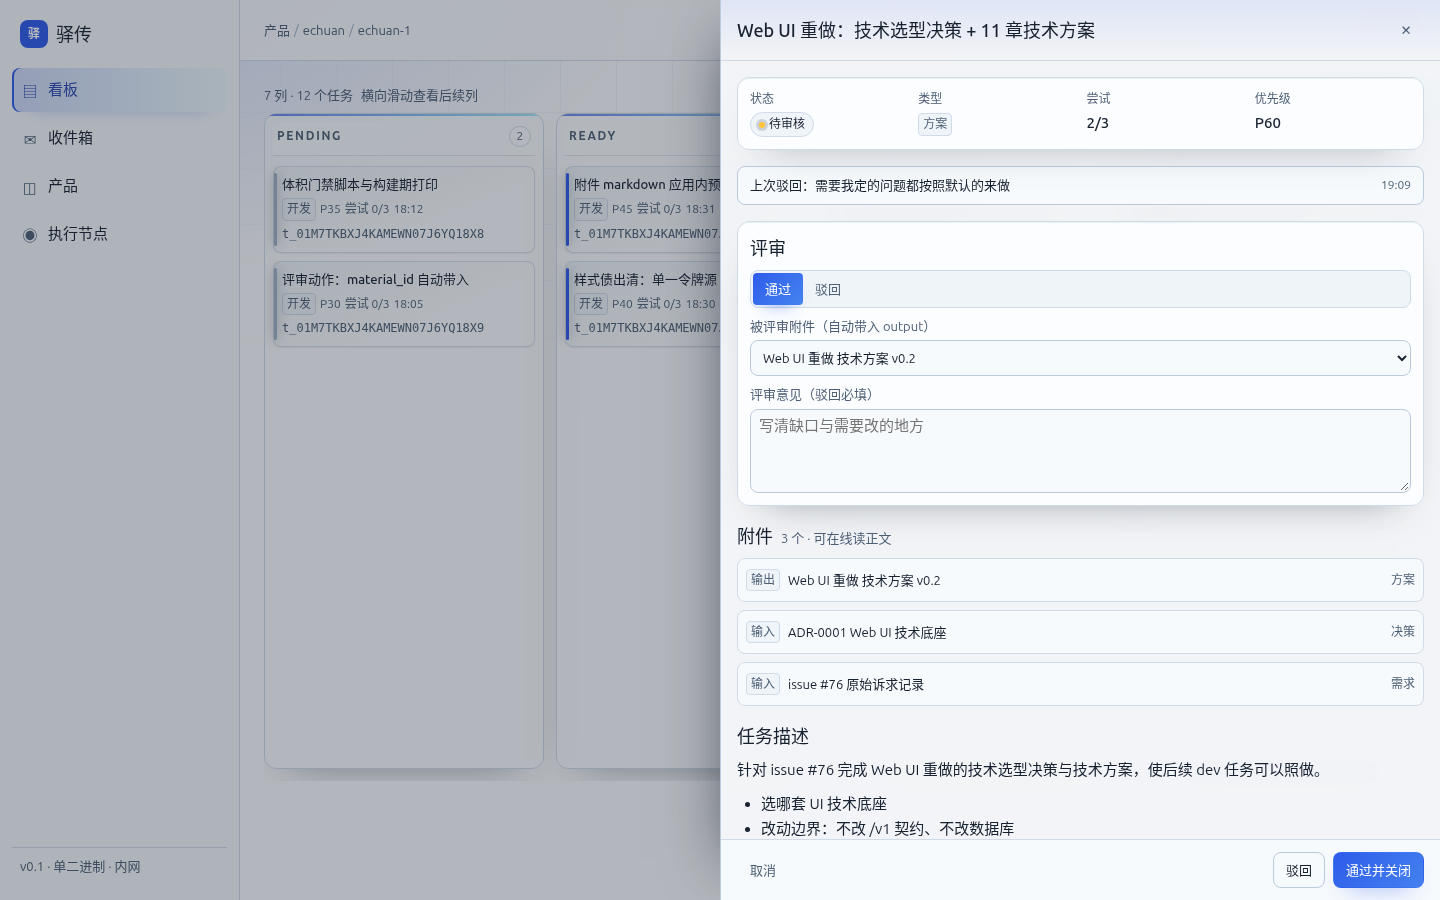 驿 驿传
看板
收件箱
产品
执行节点
v0.1 · 单二进制 · 内网
产品 / echuan / echuan-1
7 列 · 12 个任务 横向滑动查看后续列
PENDING 2
体积门禁脚本与构建期打印
开发 P35 尝试 0/3 18:12
t_01M7TKBXJ4KAMEWN07J6YQ18X8
评审动作：material_id 自动带入
开发 P30 尝试 0/3 18:05
t_01M7TKBXJ4KAMEWN07J6YQ18X9
READY
附件 markdown 应用内预
开发 P45 尝试 0/3 18:31
t_01M7TKBXJ4KAMEWN07.
样式债出清：单一令牌源
开发 P40 尝试 0/3 18:30
t_01M7TKBXJ4KAMEWN07.
Web UI 重做：技术选型决策 + 11 章技术方案 ×
状态 类型 尝试 优先级
待审核 方案 2/3 P60
上次驳回：需要我定的问题都按照默认的来做 19:09
评审
通过 驳回
被评审附件（自动带入 output）
Web UI 重做 技术方案 v0.2
评审意见（驳回必填）
写清缺口与需要改的地方
附件 3 个 · 可在线读正文
输出 Web UI 重做 技术方案 v0.2 方案
输入 ADR-0001 Web UI 技术底座 决策
输入 issue #76 原始诉求记录 需求
任务描述
针对 issue #76 完成 Web UI 重做的技术选型决策与技术方案，使后续 dev 任务可以照做。
• 选哪套 UI 技术底座
• 改动边界：不改 /v1 契约、不改数据库
取消 驳回 通过并关闭